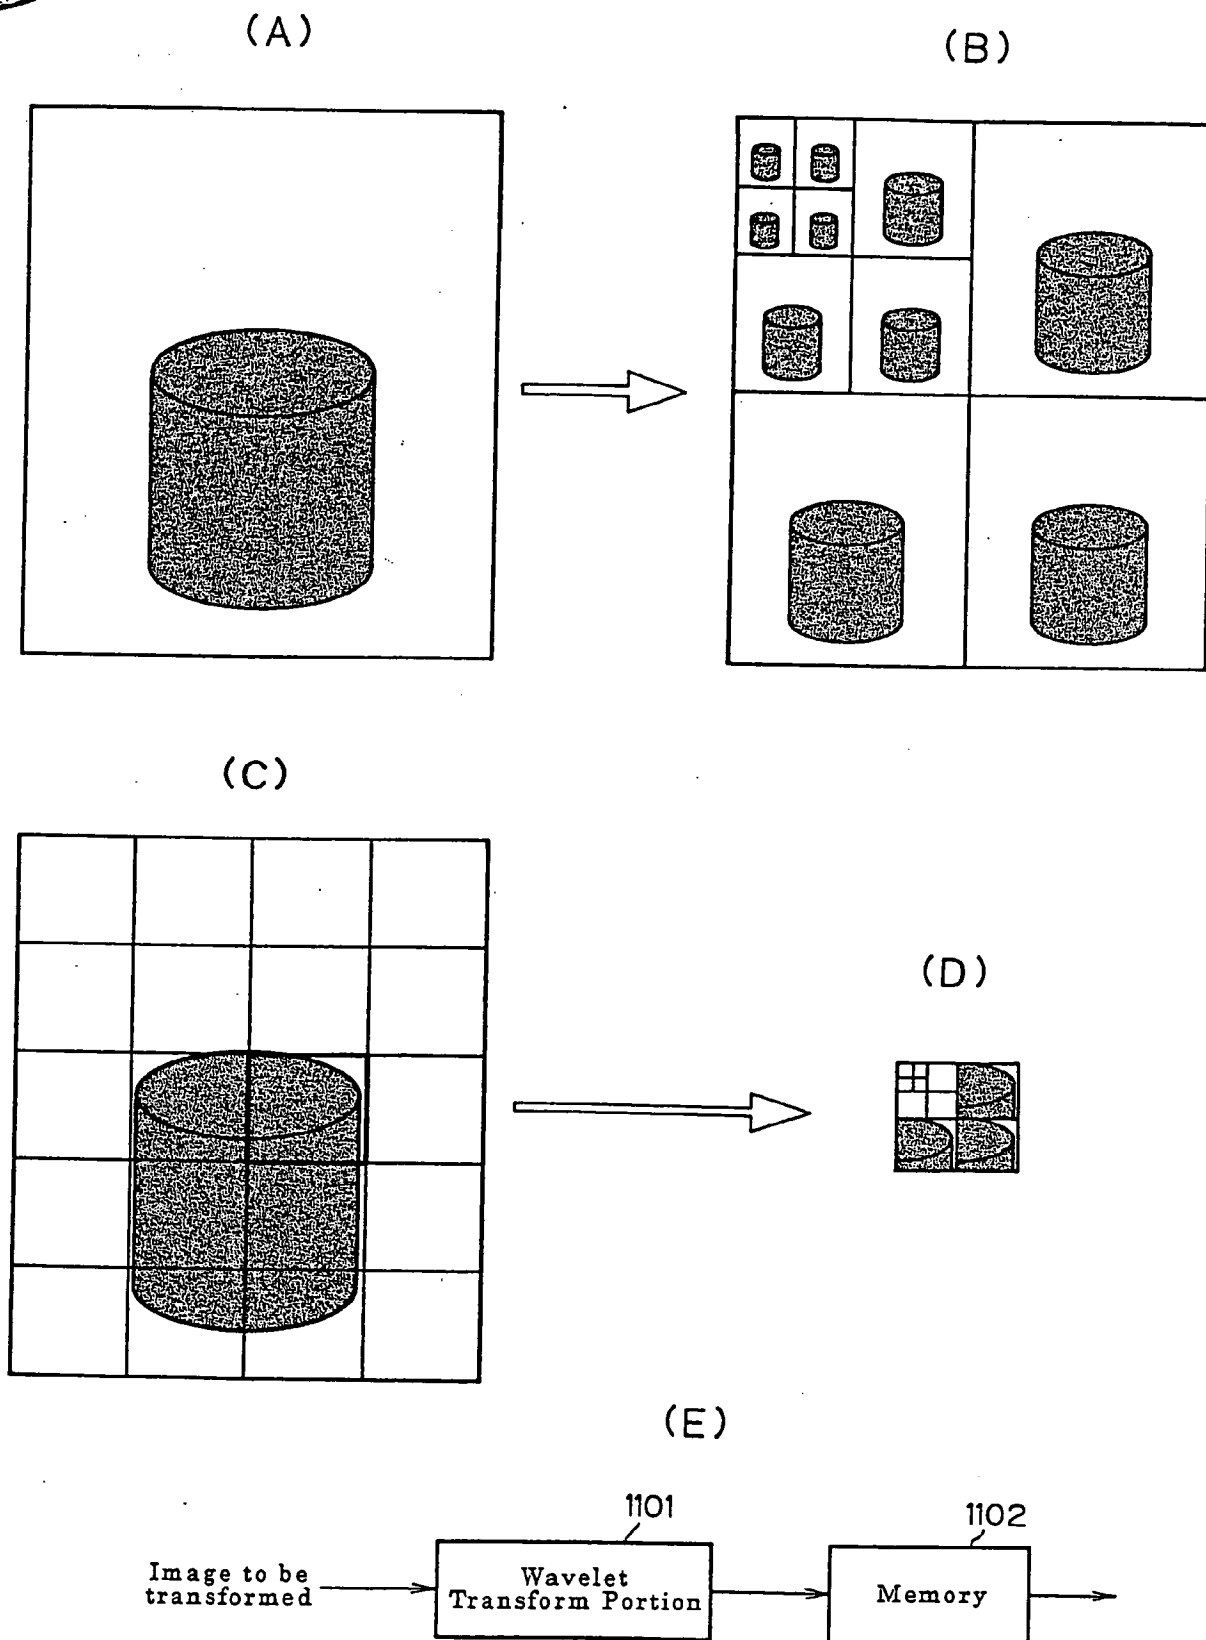 (A)
(B)
(C)
(D)
(E)
1101
1102
Image to be
transformed
Wavelet
Transform Portion
Memory